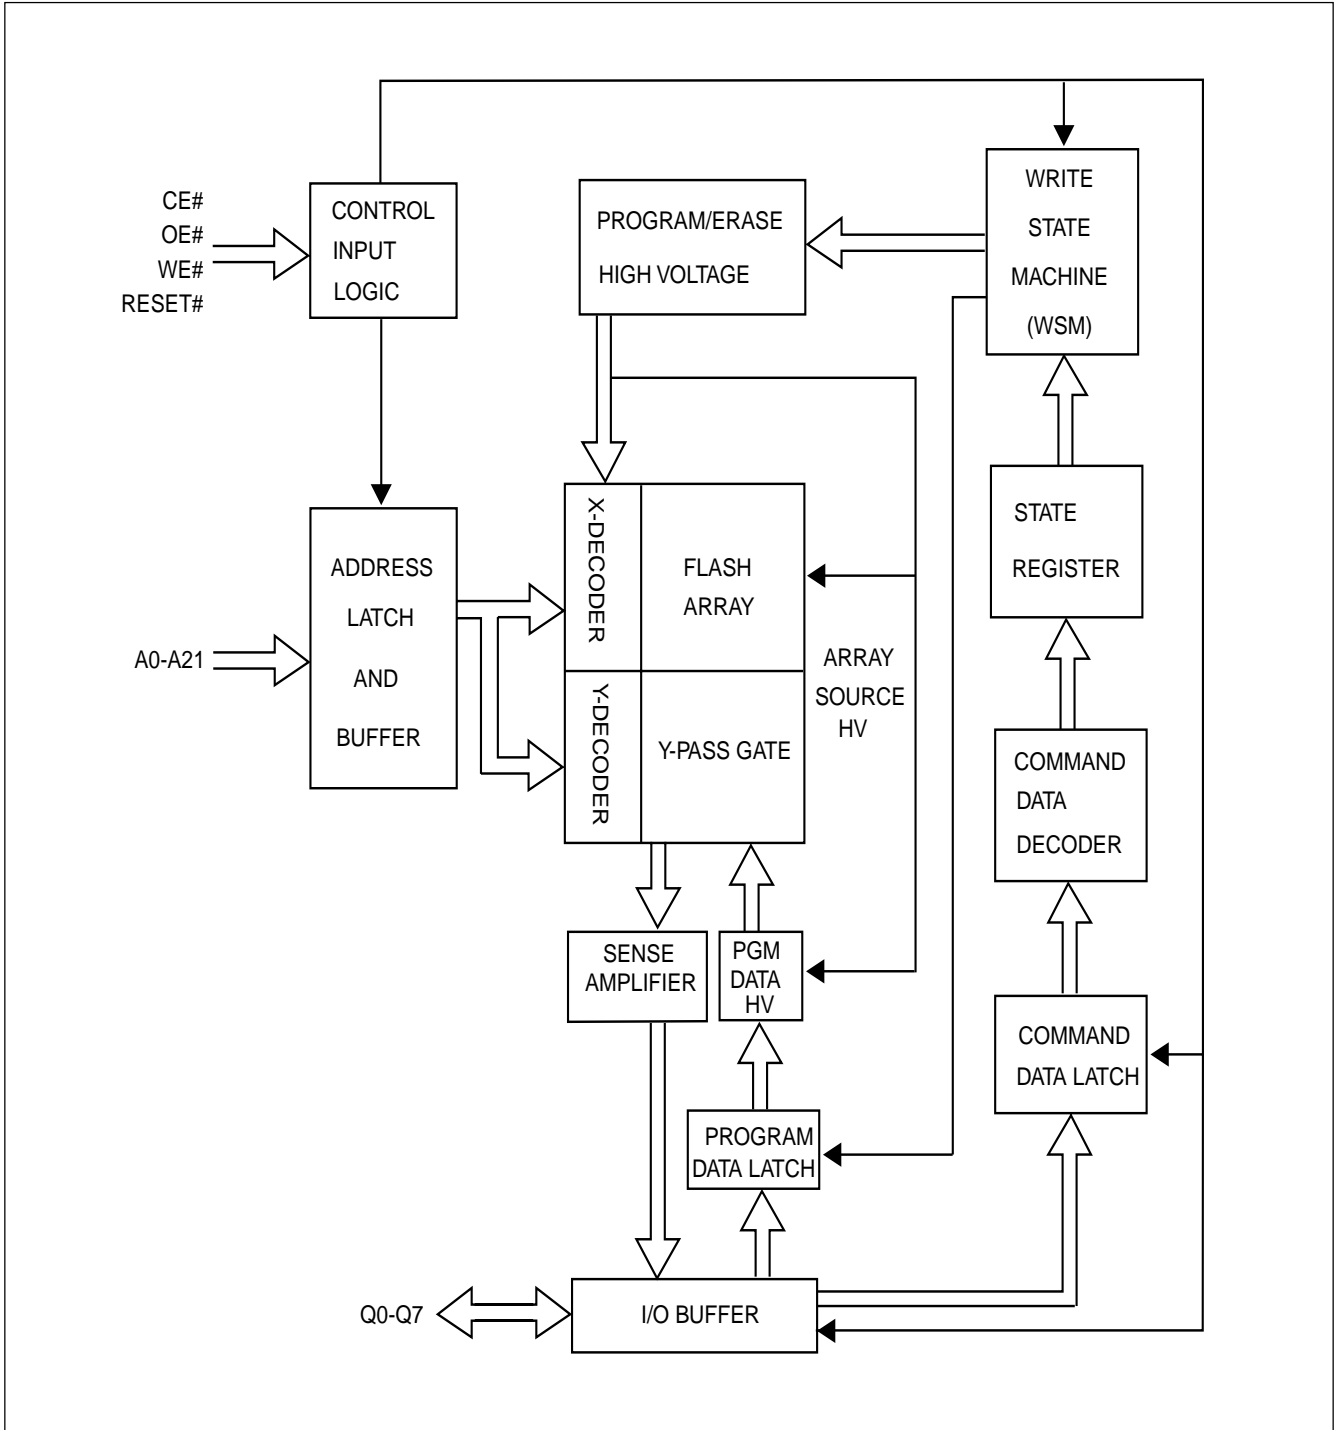 CE#
OE#
WE#
RESET#
CONTROL
INPUT
LOGIC
PROGRAM/ERASE
HIGH VOLTAGE
WRITE
STATE
MACHINE
(WSM)
STATE
REGISTER
ADDRESS
LATCH
AND
BUFFER
A0-A21
X-DECODER
FLASH
ARRAY
Y-DECODER
Y-PASS GATE
ARRAY
SOURCE
HV
COMMAND
DATA
DECODER
SENSE
AMPLIFIER
PGM
DATA
HV
COMMAND
DATA LATCH
PROGRAM
DATA LATCH
Q0-Q7
I/O BUFFER